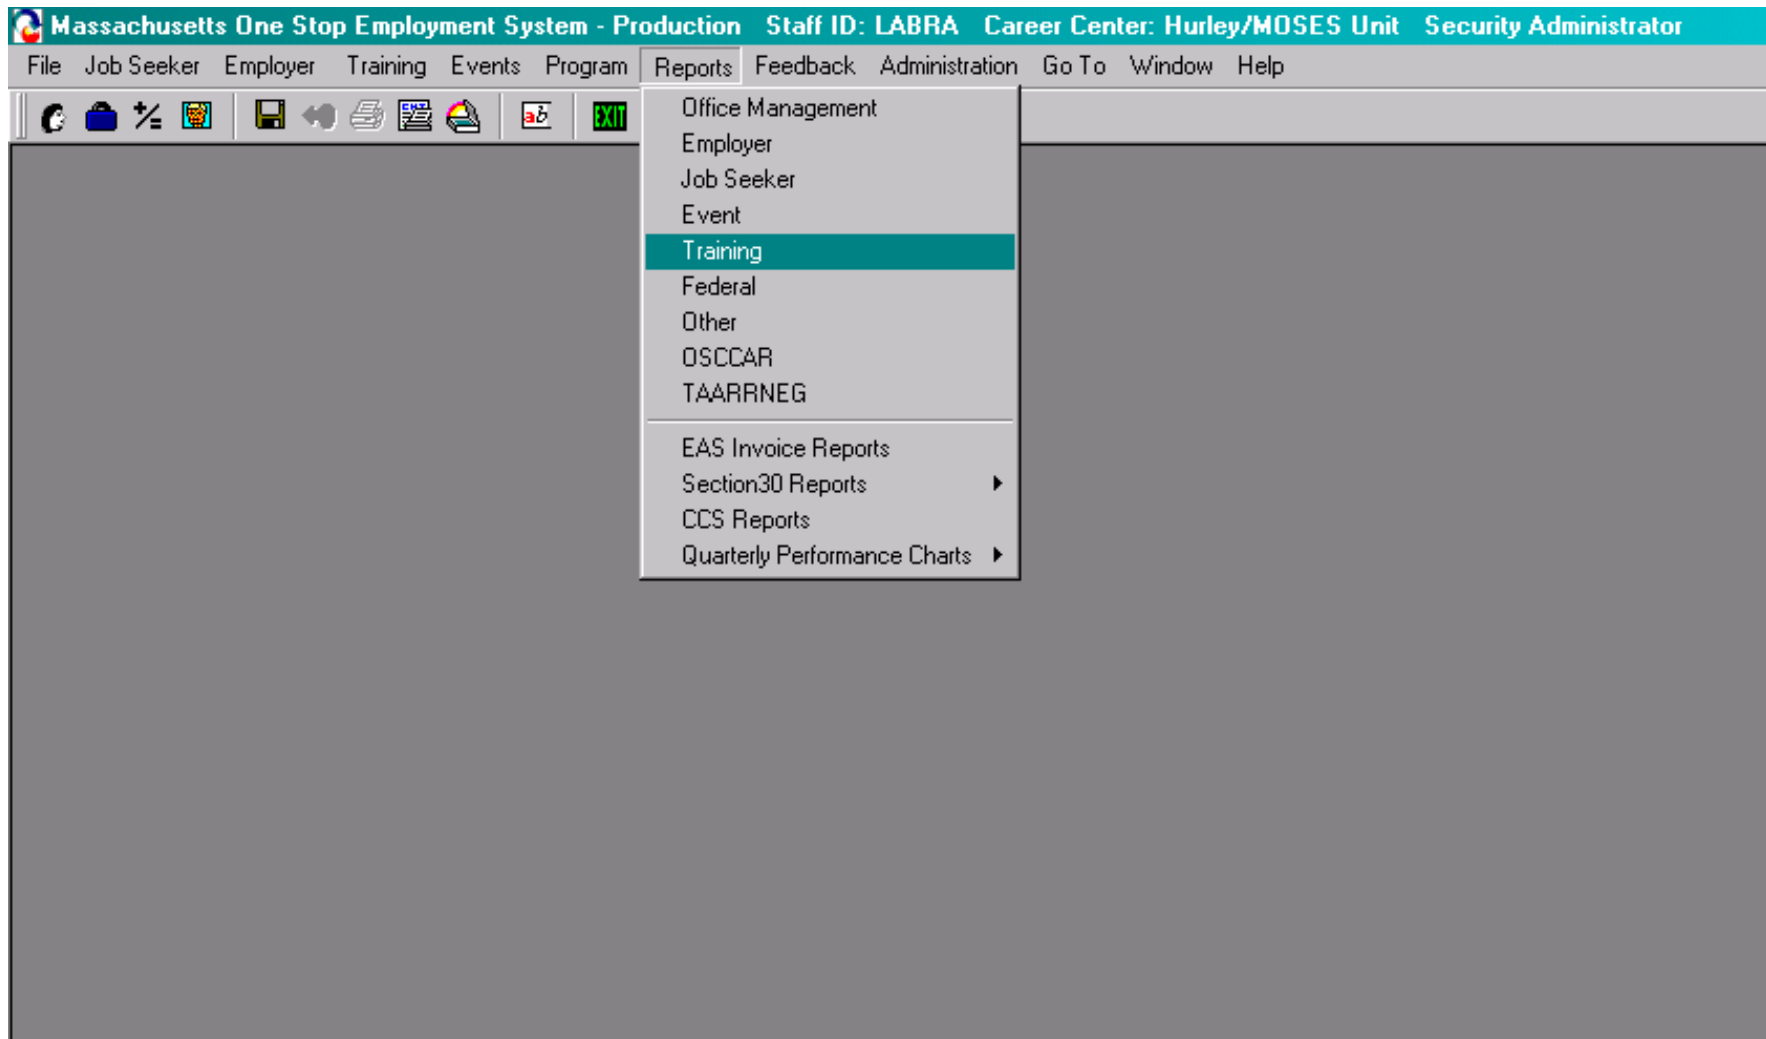 Massachusetts One Stop Employment System - Production Staff ID: LABRA Career Center: Hurley/MOSES Unit Security Administrator
File Job Seeker Employer Training Events Program Reports Feedback Administration Go To Window Help
ab EXIT
Office Management
Employer
Job Seeker
Event
Training
Federal
Other
OSCCAR
TAARRNEG
EAS Invoice Reports
Section30 Reports
CCS Reports
Quarterly Performance Charts